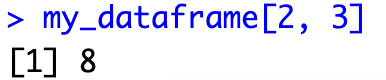 > my_dataframe[2, 3]
[1] 8